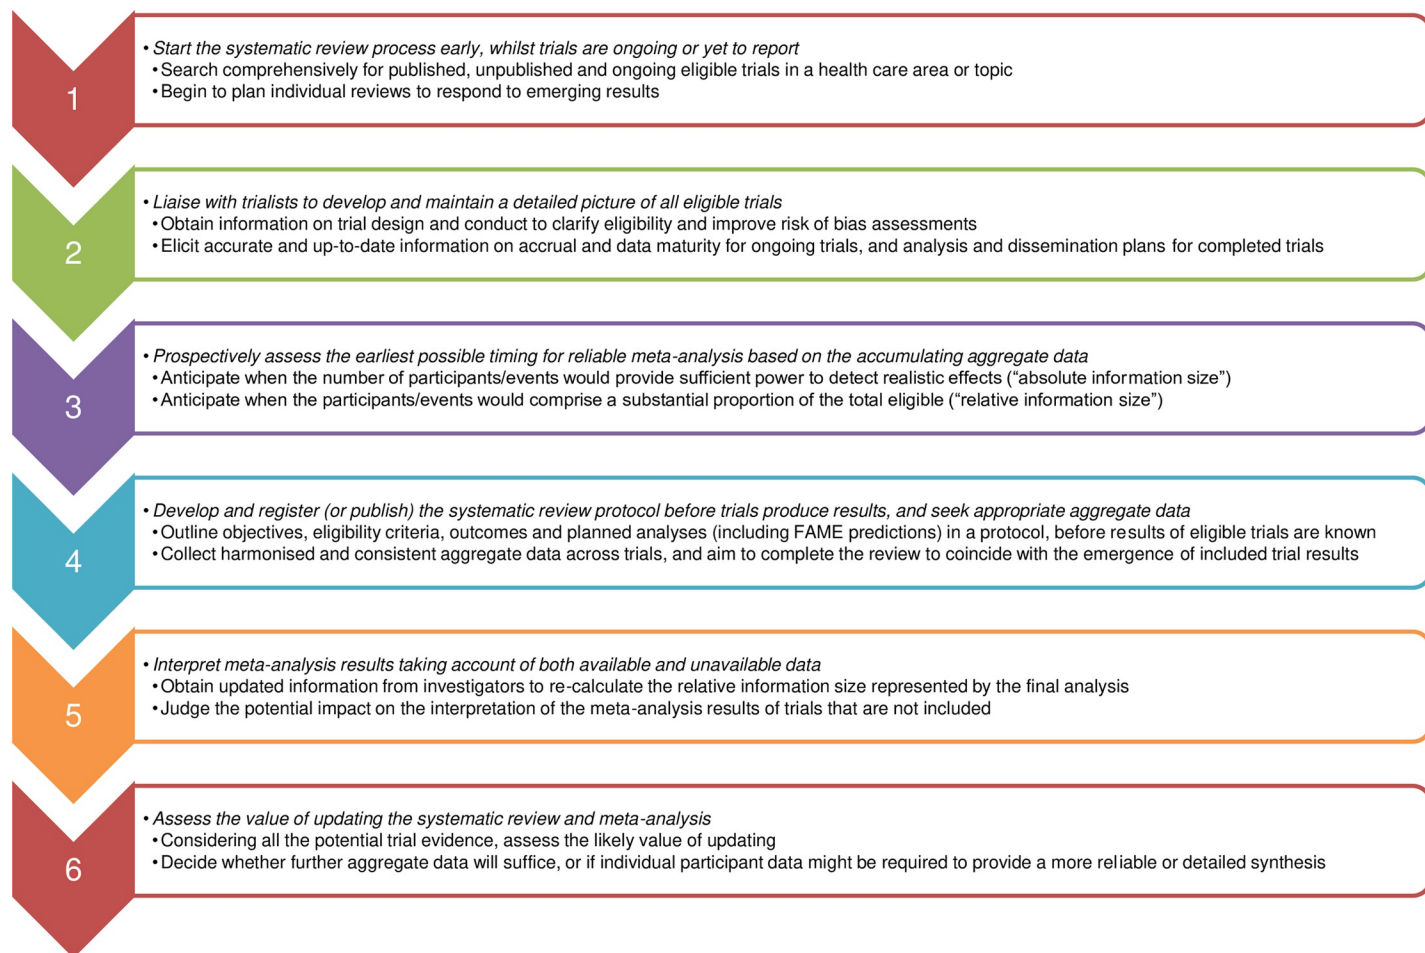 1
• Start the systematic review process early, whilst trials are ongoing or yet to report
• Search comprehensively for published, unpublished and ongoing eligible trials in a health care area or topic
• Begin to plan individual reviews to respond to emerging results
2
• Liaise with trialists to develop and maintain a detailed picture of all eligible trials
• Obtain information on trial design and conduct to clarify eligibility and improve risk of bias assessments
• Elicit accurate and up-to-date information on accrual and data maturity for ongoing trials, and analysis and dissemination plans for completed trials
3
• Prospectively assess the earliest possible timing for reliable meta-analysis based on the accumulating aggregate data
• Anticipate when the number of participants/events would provide sufficient power to detect realistic effects (“absolute information size”)
• Anticipate when the participants/events would comprise a substantial proportion of the total eligible (“relative information size”)
4
• Develop and register (or publish) the systematic review protocol before trials produce results, and seek appropriate aggregate data
• Outline objectives, eligibility criteria, outcomes and planned analyses (including FAME predictions) in a protocol, before results of eligible trials are known
• Collect harmonised and consistent aggregate data across trials, and aim to complete the review to coincide with the emergence of included trial results
5
• Interpret meta-analysis results taking account of both available and unavailable data
• Obtain updated information from investigators to re-calculate the relative information size represented by the final analysis
• Judge the potential impact on the interpretation of the meta-analysis results of trials that are not included
6
• Assess the value of updating the systematic review and meta-analysis
• Considering all the potential trial evidence, assess the likely value of updating
• Decide whether further aggregate data will suffice, or if individual participant data might be required to provide a more reliable or detailed synthesis